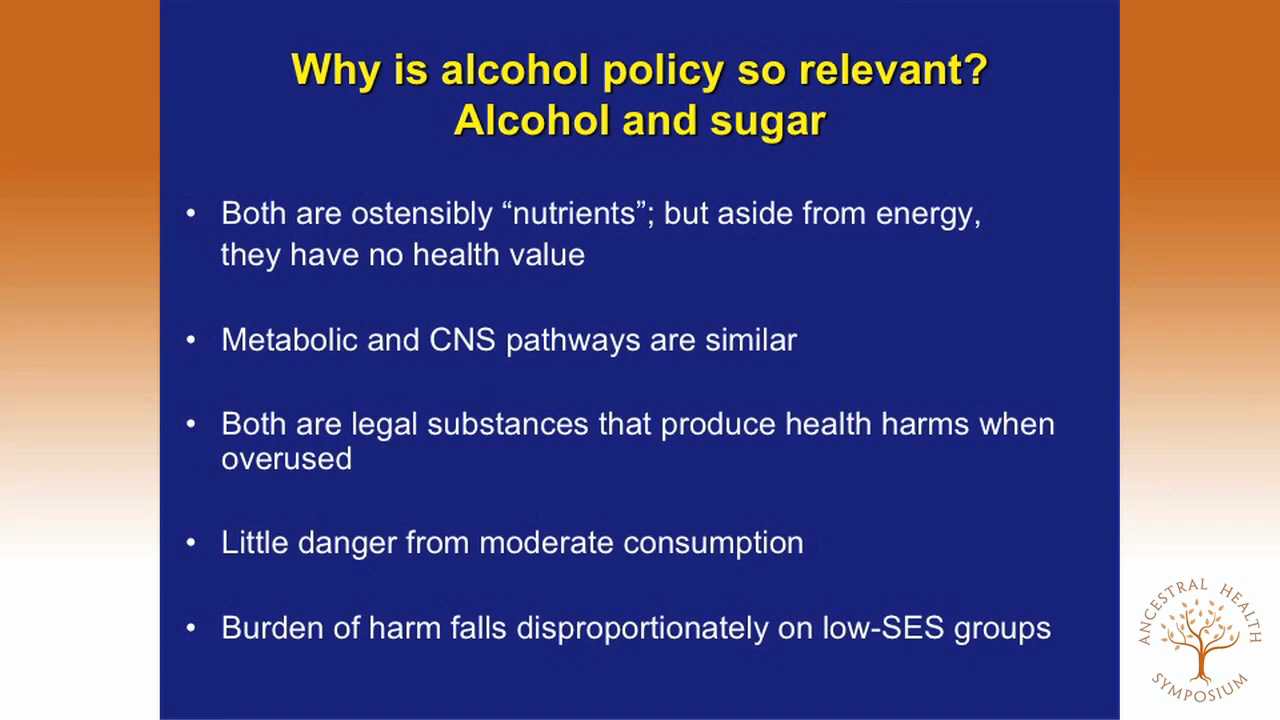 Why is alcohol policy so relevant?
Alcohol and sugar
• Both are ostensibly “nutrients”; but aside from energy,
they have no health value
• Metabolic and CNS pathways are similar
• Both are legal substances that produce health harms when
overused
• Little danger from moderate consumption
• Burden of harm falls disproportionately on low-SES groups
ANCESTRAL HEALTH
SYMPOSIUM